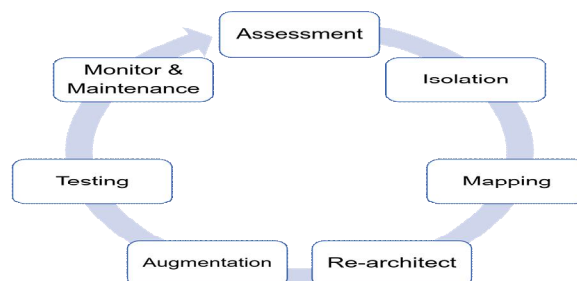 Assessment
Isolation
Mapping
Re-architect
Augmentation
Testing
Monitor &
Maintenance